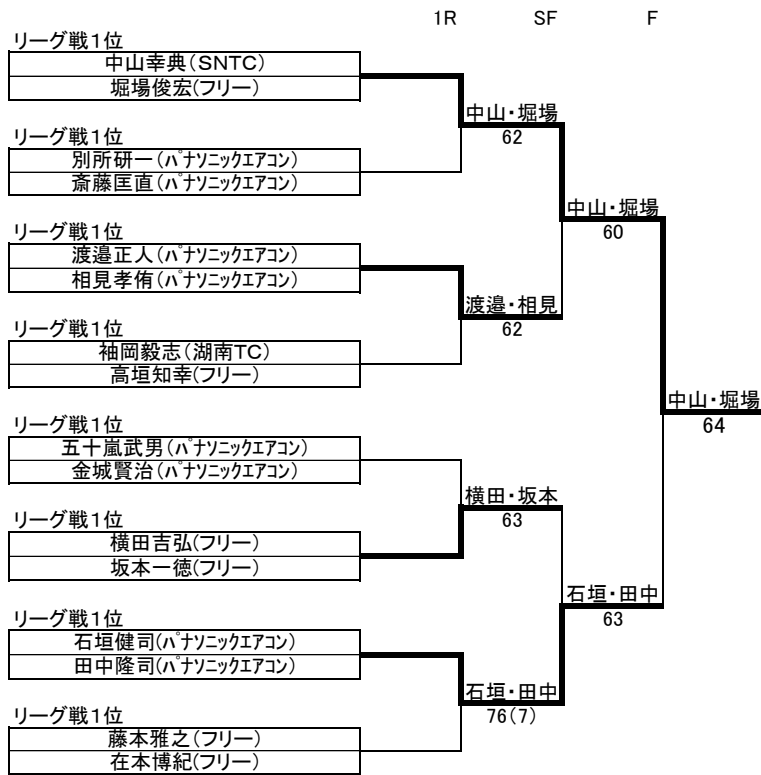 1R SF F
リーグ戦1位
中山幸典(SNTC)
堀場俊宏(フリー)
中山・堀場
62
リーグ戦1位
別所研一(ﾊﾟﾅｿﾆｯｸエアコン)
斎藤匡直(ﾊﾟﾅｿﾆｯｸエアコン)
中山・堀場
60
リーグ戦1位
渡邉正人(ﾊﾟﾅｿﾆｯｸエアコン)
相見孝侑(ﾊﾟﾅｿﾆｯｸエアコン)
渡邉・相見
62
リーグ戦1位
袖岡毅志(湖南TC)
高垣知幸(フリー)
中山・堀場
64
リーグ戦1位
五十嵐武男(ﾊﾟﾅｿﾆｯｸエアコン)
金城賢治(ﾊﾟﾅｿﾆｯｸエアコン)
横田・坂本
63
リーグ戦1位
横田吉弘(フリー)
坂本一徳(フリー)
石垣・田中
63
リーグ戦1位
石垣健司(ﾊﾟﾅｿﾆｯｸエアコン)
田中隆司(ﾊﾟﾅｿﾆｯｸエアコン)
石垣・田中
76(7)
リーグ戦1位
藤本雅之(フリー)
在本博紀(フリー)